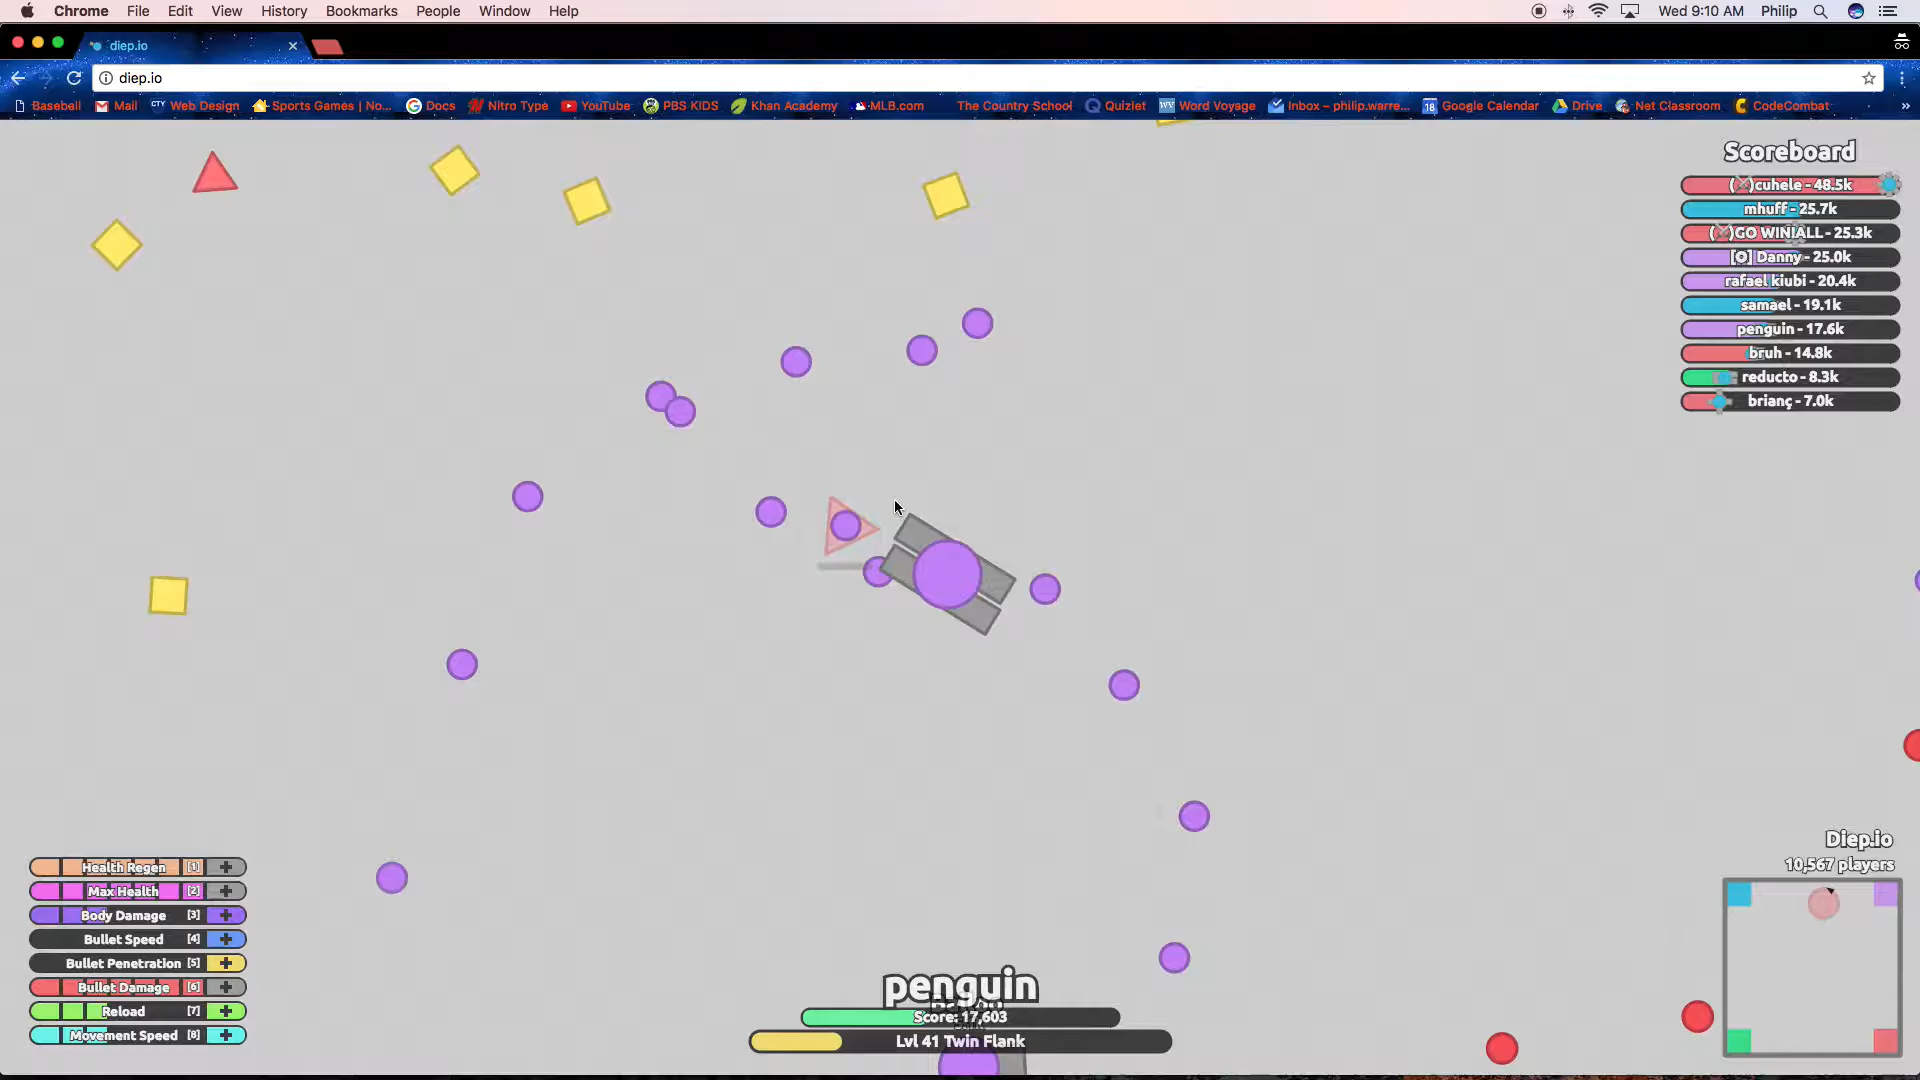 Chrome File Edit View History Bookmarks People Window Help Wed 9:10 AM Philip
diep.io
diep.io
Baseball Mail CTY Web Design Sports Games | No... Docs Nitro Type YouTube PBS KIDS Khan Academy MLB.com The Country School Quizlet WV Word Voyage Inbox – philip.warre... 18 Google Calendar Drive Net Classroom CodeCombat »
Scoreboard
cuhele - 48.5k
mhuff - 25.7k
GO WIN!ALL - 25.3k
[O] Danny - 25.0k
rafael kiubi - 20.4k
samael - 19.1k
penguin - 17.6k
bruh - 14.8k
reducto - 8.3k
brianç - 7.0k
Diep.io
10,567 players
Health Regen [1]
Max Health [2]
Body Damage [3]
Bullet Speed [4]
Bullet Penetration [5]
Bullet Damage [6]
Reload [7]
Movement Speed [8]
penguin
Score: 17,603
Lvl 41 Twin Flank